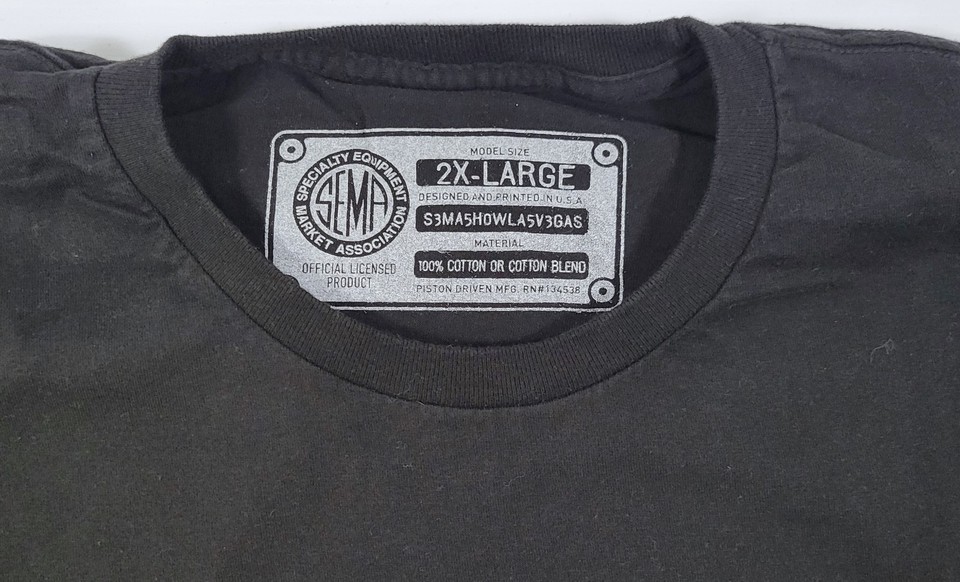 SPECIALTY EQUIPMENT
SEMA
MARKET ASSOCIATION
OFFICIAL LICENSED
PRODUCT
MODEL SIZE
2X-LARGE
DESIGNED AND PRINTED IN U.S.A
S3MA5H0WLA5V3GAS
MATERIAL
100% COTTON OR COTTON BLEND
PISTON DRIVEN MFG. RN#134538